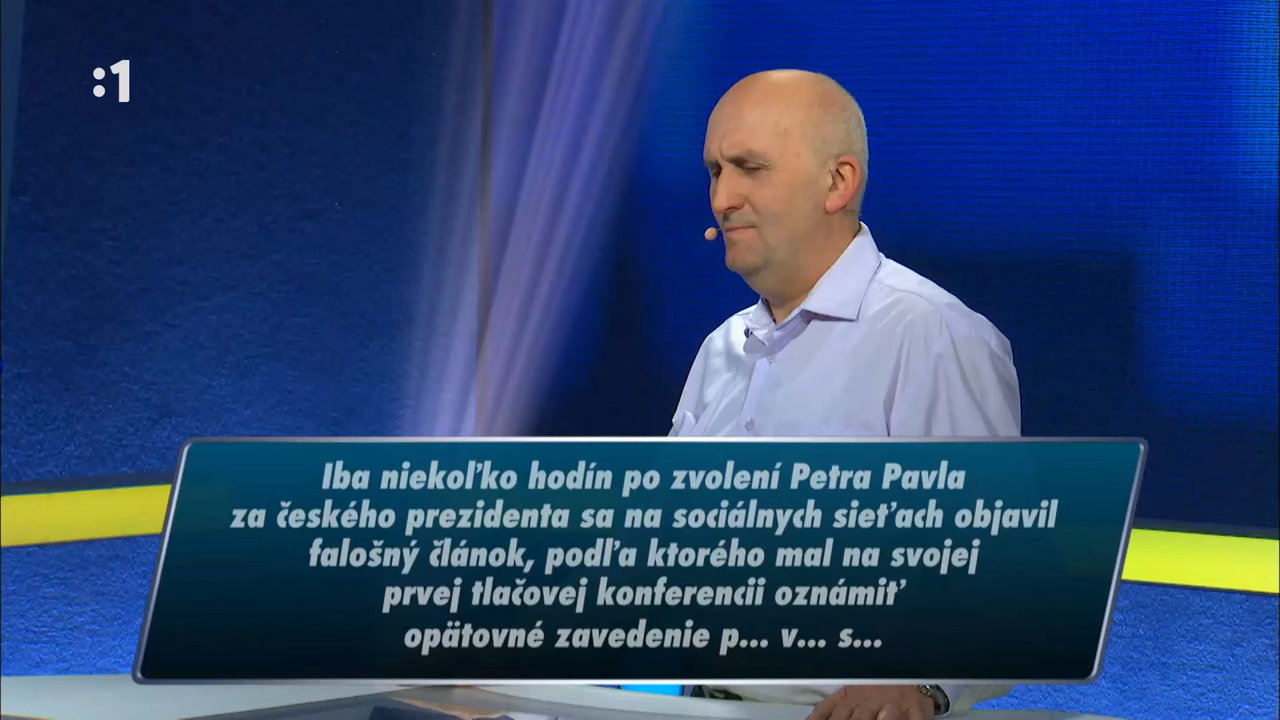 :1
Iba niekoľko hodín po zvolení Petra Pavla
za českého prezidenta sa na sociálnych sieťach objavil
falošný článok, podľa ktorého mal na svojej
prvej tlačovej konferencii oznámiť
opätovné zavedenie p... v... s...